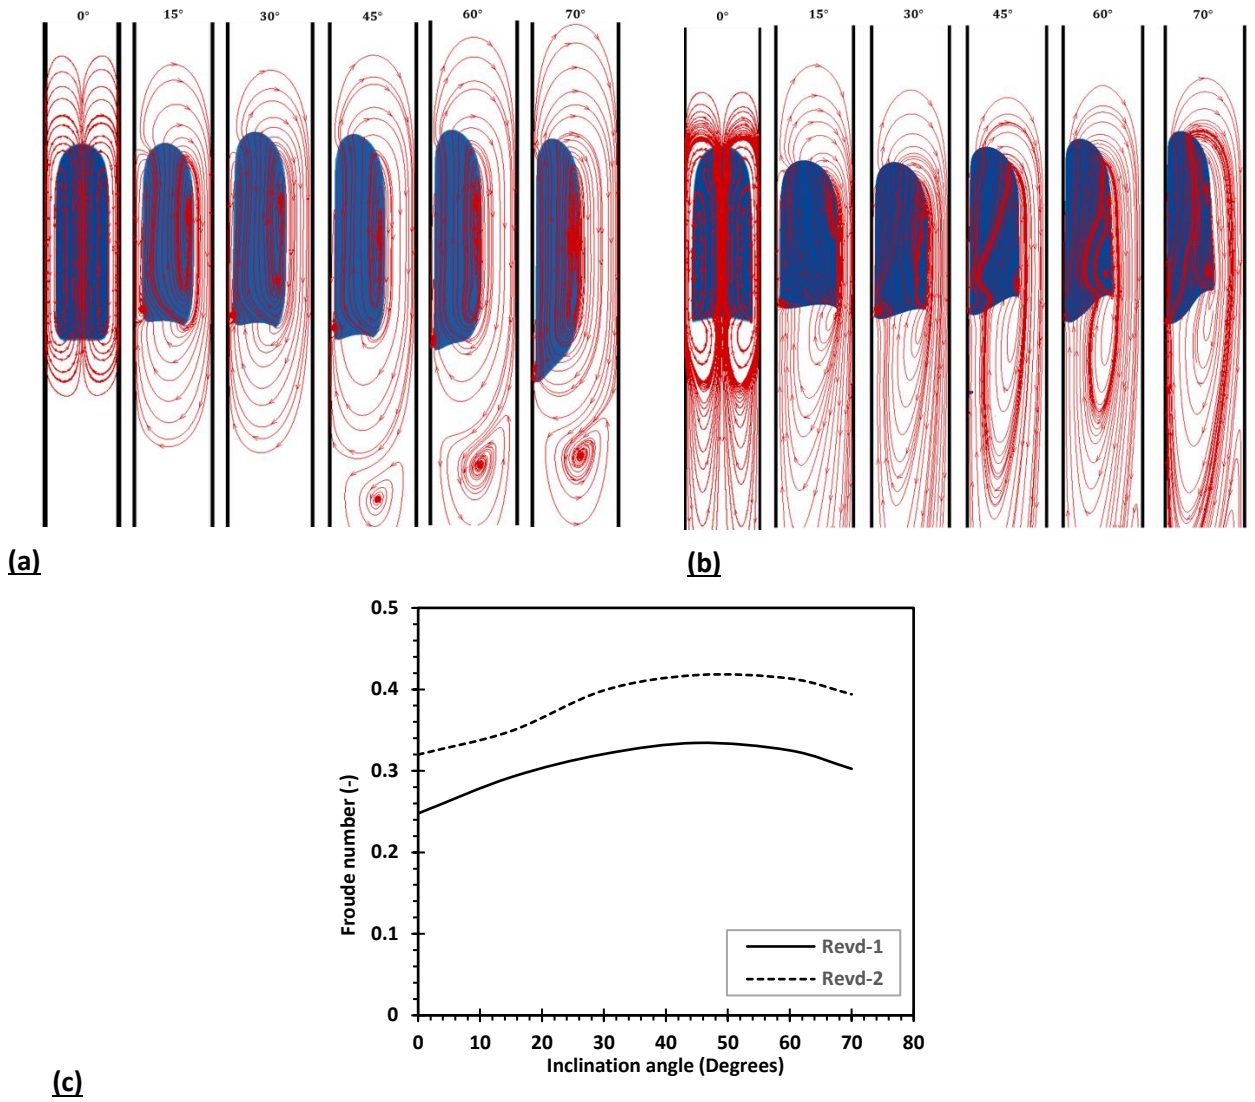 0° 15° 30° 45° 60° 70°
0° 15° 30° 45° 60° 70°
(a)
(b)
0.5
0.4
0.3
0.2
0.1
0
Froude number (-)
Revd-1
Revd-2
0 10 20 30 40 50 60 70 80
Inclination angle (Degrees)
(c)